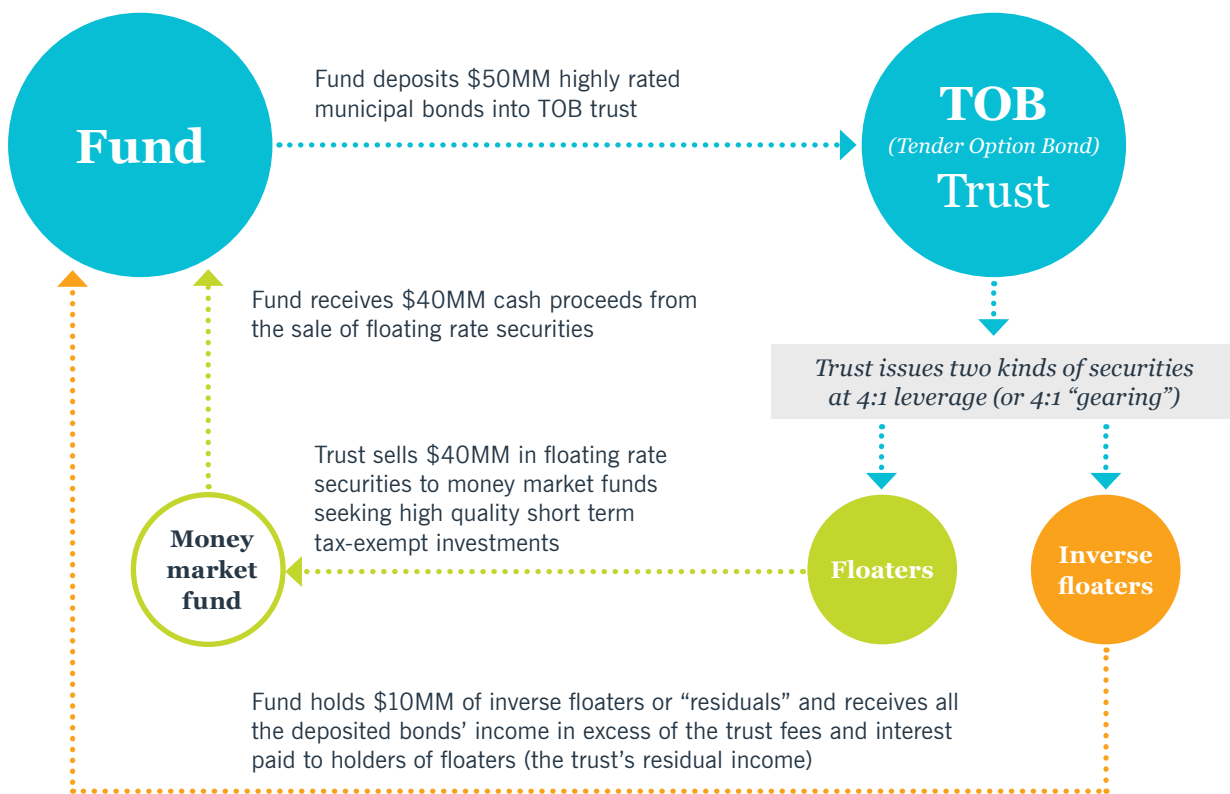 Fund
Fund deposits $50MM highly rated
municipal bonds into TOB trust
TOB
(Tender Option Bond)
Trust
Fund receives $40MM cash proceeds from
the sale of floating rate securities
Trust issues two kinds of securities
at 4:1 leverage (or 4:1 “gearing”)
Trust sells $40MM in floating rate
securities to money market funds
seeking high quality short term
tax-exempt investments
Money
market
fund
Floaters
Inverse
floaters
Fund holds $10MM of inverse floaters or “residuals” and receives all
the deposited bonds’ income in excess of the trust fees and interest
paid to holders of floaters (the trust’s residual income)